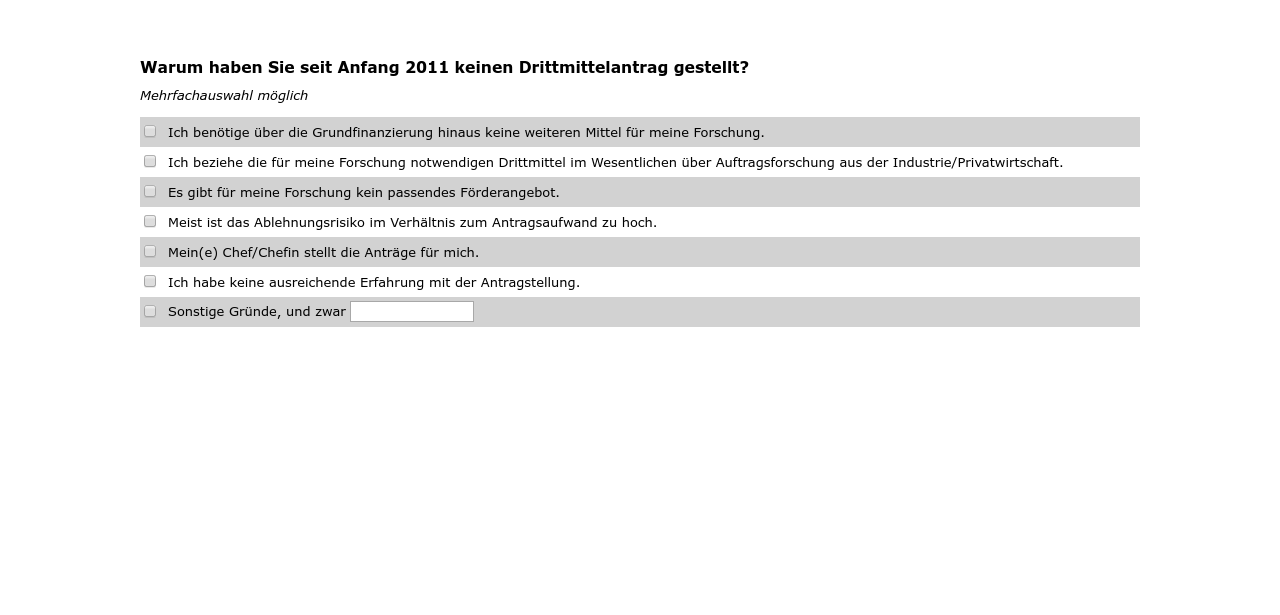 Warum haben Sie seit Anfang 2011 keinen Drittmittelantrag gestellt?
Mehrfachauswahl möglich
Ich benötige über die Grundfinanzierung hinaus keine weiteren Mittel für meine Forschung.
Ich beziehe die für meine Forschung notwendigen Drittmittel im Wesentlichen über Auftragsforschung aus der Industrie/Privatwirtschaft.
Es gibt für meine Forschung kein passendes Förderangebot.
Meist ist das Ablehnungsrisiko im Verhältnis zum Antragsaufwand zu hoch.
Mein(e) Chef/Chefin stellt die Anträge für mich.
Ich habe keine ausreichende Erfahrung mit der Antragstellung.
Sonstige Gründe, und zwar